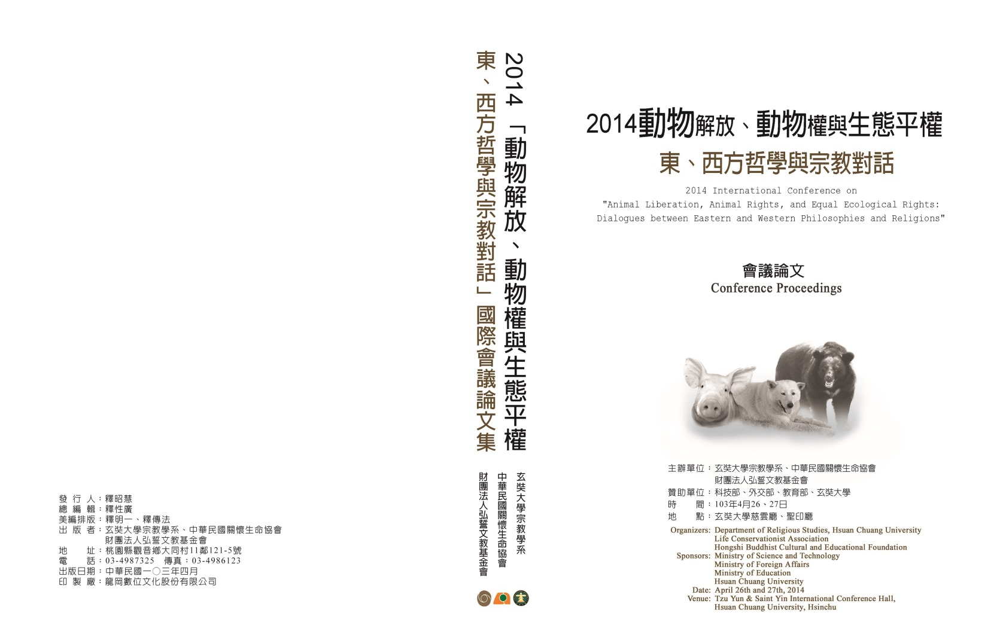 2014動物解放、動物權與生態平權
東、西方哲學與宗教對話
2014 International Conference on
"Animal Liberation, Animal Rights, and Equal Ecological Rights:
Dialogues between Eastern and Western Philosophies and Religions"
會議論文
Conference Proceedings
主辦單位：玄奘大學宗教學系、中華民國關懷生命協會
財團法人弘誓文教基金會
贊助單位：科技部、外交部、教育部、玄奘大學
時　　間：103年4月26、27日
地　　點：玄奘大學慈雲廳、聖印廳
Organizers: Department of Religious Studies, Hsuan Chuang University
Life Conservationist Association
Hongshi Buddhist Cultural and Educational Foundation
Sponsors: Ministry of Science and Technology
Ministry of Foreign Affairs
Ministry of Education
Hsuan Chuang University
Date: April 26th and 27th, 2014
Venue: Tzu Yun & Saint Yin International Conference Hall,
Hsuan Chuang University, Hsinchu
2014「動物解放、動物權與生態平權
東、西方哲學與宗教對話」國際會議論文集
玄奘大學宗教學系
中華民國關懷生命協會
財團法人弘誓文教基金會
發 行 人：釋昭慧
總 編 輯：釋性廣
美編排版：釋明一、釋傳法
出 版 者：玄奘大學宗教學系、中華民國關懷生命協會
財團法人弘誓文教基金會
地　　址：桃園縣觀音鄉大同村11鄰121-5號
電　　話：03-4987325　傳真：03-4986123
出版日期：中華民國一○三年四月
印 製 廠：龍岡數位文化股份有限公司